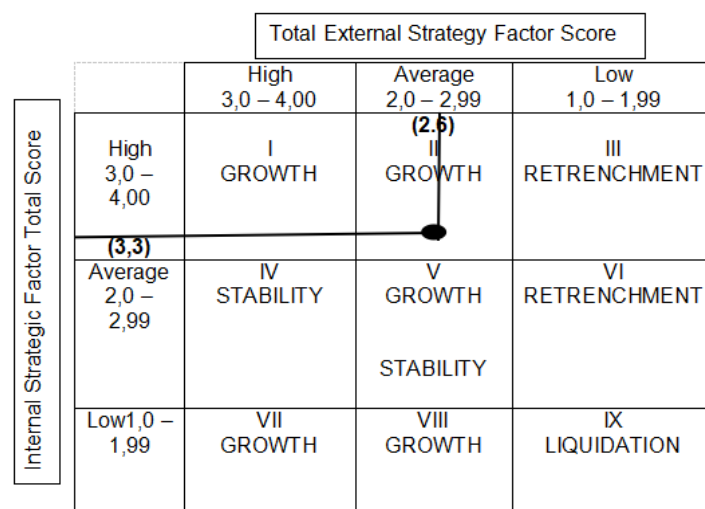 Total External Strategy Factor Score
Internal Strategic Factor Total Score
High
3,0 – 4,00
Average
2,0 – 2,99
Low
1,0 – 1,99
(2.6)
High
3,0 –
4,00
I
GROWTH
II
GROWTH
III
RETRENCHMENT
(3,3)
Average
2,0 –
2,99
IV
STABILITY
V
GROWTH
STABILITY
VI
RETRENCHMENT
Low1,0 –
1,99
VII
GROWTH
VIII
GROWTH
IX
LIQUIDATION